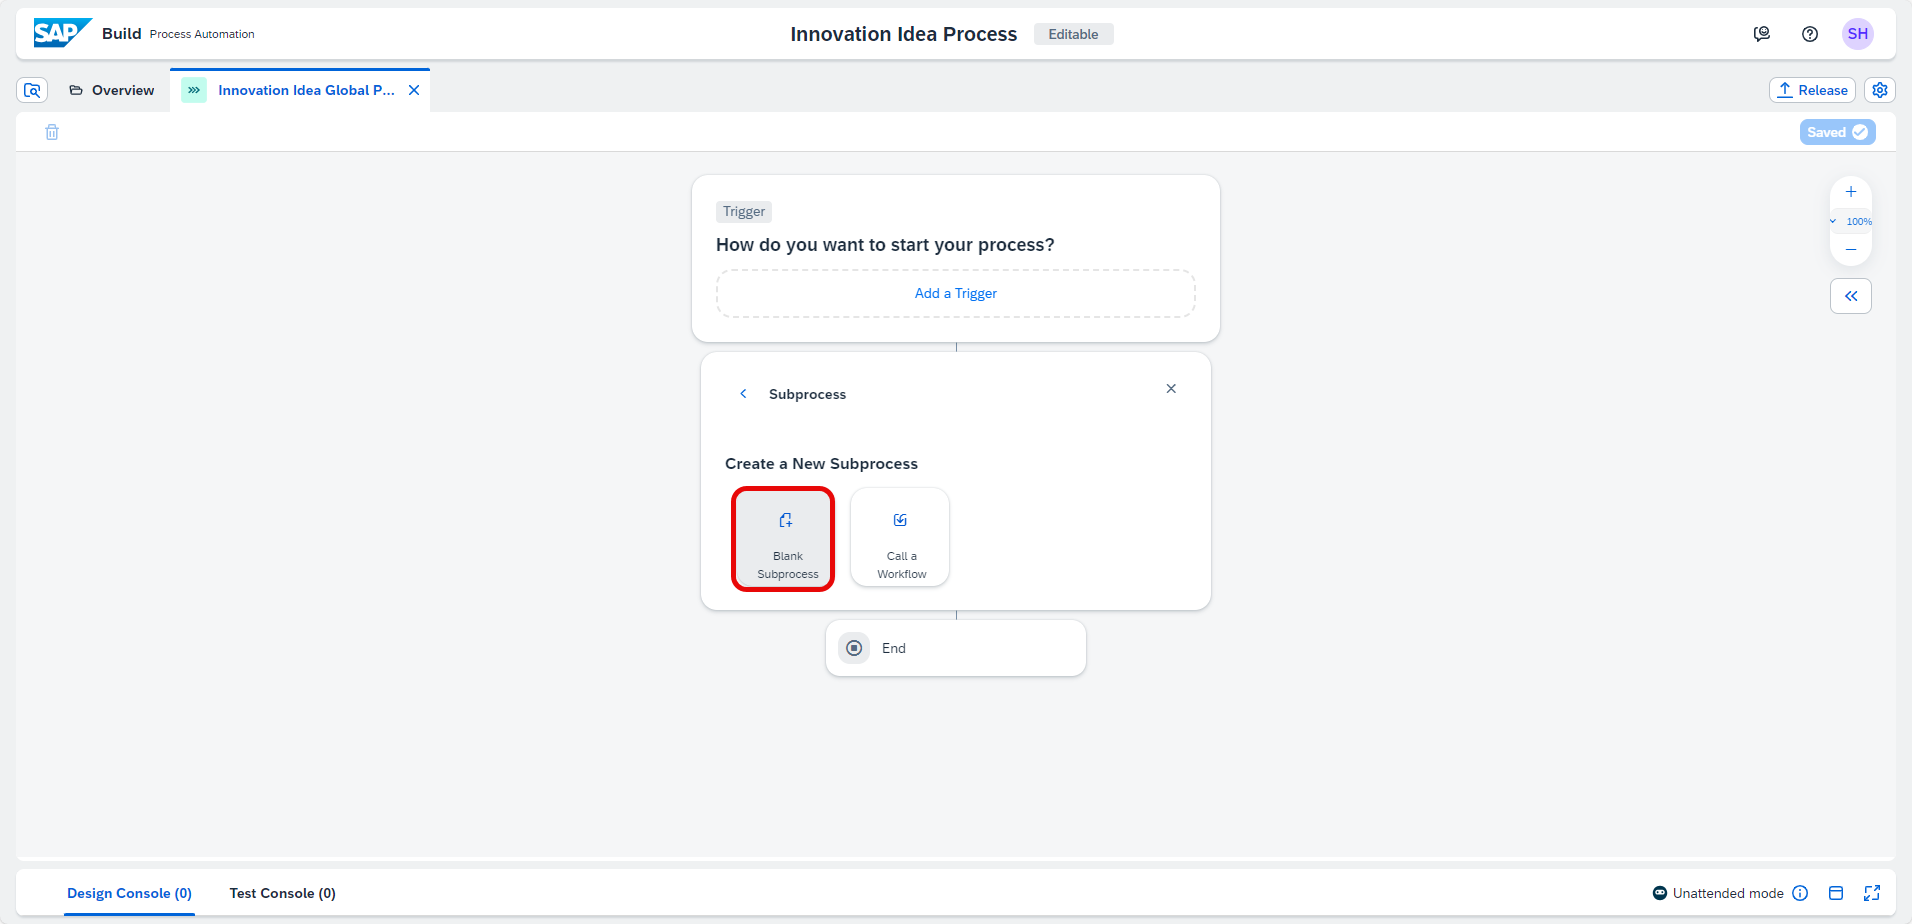 SAP Build Process Automation
Innovation Idea Process
Editable
SH
Overview
Innovation Idea Global P...
Release
Saved
Trigger
How do you want to start your process?
Add a Trigger
100%
Subprocess
Create a New Subprocess
Blank
Subprocess
Call a
Workflow
End
Design Console (0)
Test Console (0)
Unattended mode